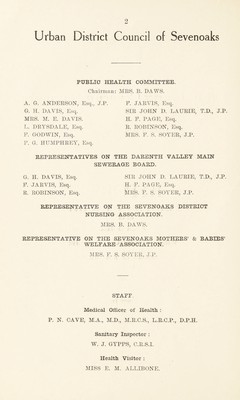 2
Urban District Council of Sevenoaks
PUBLIC HEALTH COMMITTEE.
Chairman: MRS. B. DAWS.
A. G. ANDERSON, Esq., J.P. F. JARVIS, Esq.
G. H. DAVIS, Esq. SIR JOHN D. LAURIE, T.D., J.P.
MRS. M. E. DAVIS. H. F. PAGE, Esq.
L. DRYSDALE, Esq. R. ROBINSON, Esq.
P. GODWIN, Esq. MRS. F. S. SOYER, J.P.
F. G. HUMPHREY, Esq.
REPRESENTATIVES ON THE DARENTH VALLEY MAIN
SEWERAGE BOARD.
G. H. DAVIS, Esq. SIR JOHN D. LAURIE, T.D., J.P.
F. JARVIS, Esq. H. F. PAGE, Esq.
R. ROBINSON, Esq. MRS. F. S. SOYER, J.P.
REPRESENTATIVE ON THE SEVENOAKS DISTRICT
NURSING ASSOCIATION.
MRS. B. DAWS.
REPRESENTATIVE ON THE SEVENOAKS MOTHERS' & BABIES'
WELFARE ASSOCIATION.
MRS. F. S. SOYER, J.P.
STAFF.
Medical Officer of Health :
P. N. CAVE, M.A., M.D., M.R.C.S., L.R.C.P., D.P.H.
Sanitary Inspector :
W. J. GYPPS, C.R.S.I.
Health Visitor :
MISS E. M. ALLIBONE.